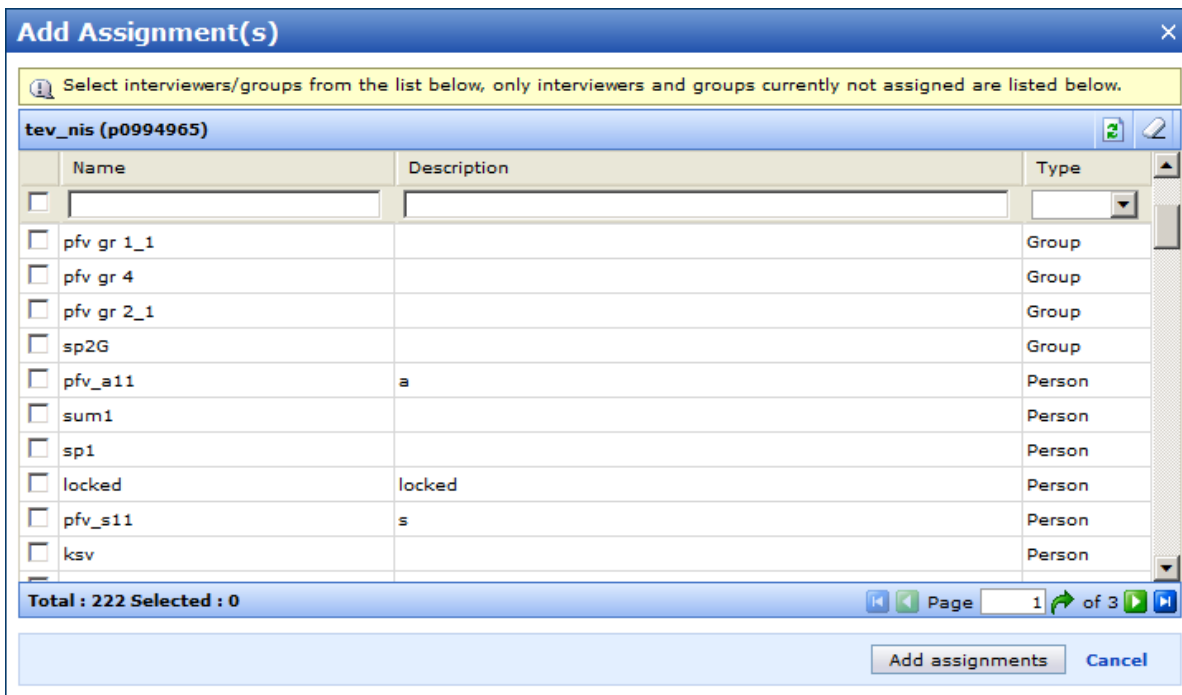 Add Assignment(s)
Select interviewers/groups from the list below, only interviewers and groups currently not assigned are listed below.
tev_nis (p0994965)
Name Description Type
pfv gr 1_1 Group
pfv gr 4 Group
pfv gr 2_1 Group
sp2G Group
pfv_a11 a Person
sum1 Person
sp1 Person
locked locked Person
pfv_s11 s Person
ksv Person
Total : 222 Selected : 0 Page 1 of 3
Add assignments Cancel